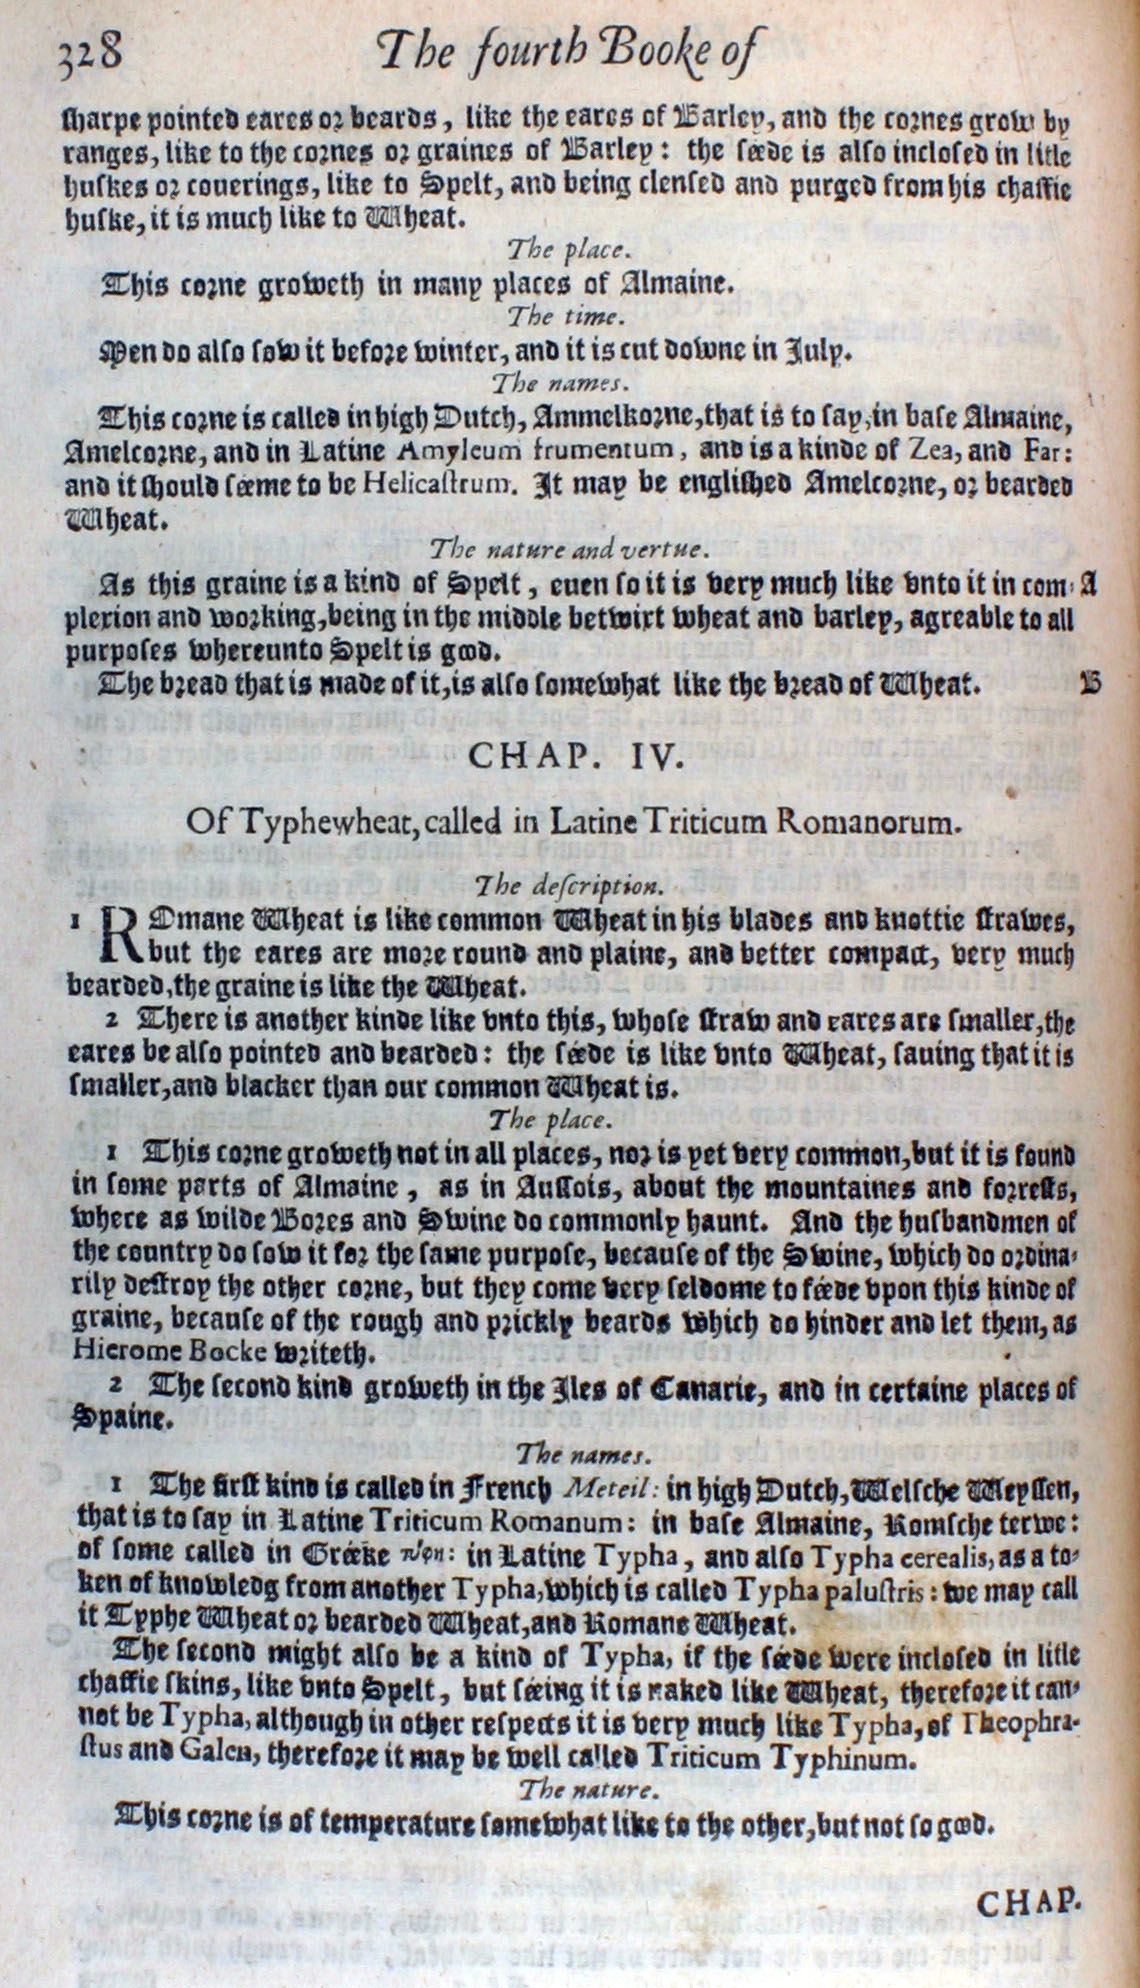 328 The fourth Booke of
sharpe pointed eares or beards, like the eares of Barley, and the cornes grow by
ranges, like to the cornes or graines of Barley: the seede is also inclosed in litle
huskes or couerings, like to Spelt, and being clensed and purged from his chaffie
huske, it is much like to Wheat.
The place.
This corne groweth in many places of Almaine.
The time.
Men do also sow it before winter, and it is cut downe in July.
The names.
This corne is called in high Dutch, Ammelkorne, that is to say, in base Almaine,
Amelcorne, and in Latine Amyleum frumentum, and is a kinde of Zea, and Far:
and it should seeme to be Helicastrum. It may be englished Amelcorne, or bearded
Wheat.
The nature and vertue.
As this graine is a kind of Spelt, euen so it is very much like vnto it in com- A
plexion and working, being in the middle betwixt wheat and barley, agreable to all
purposes whereunto Spelt is good.
The bread that is made of it, is also somewhat like the bread of Wheat. B
CHAP. IV.
Of Typhewheat, called in Latine Triticum Romanorum.
The description.
1 ROmane Wheat is like common Wheat in his blades and knottie strawes,
but the eares are more round and plaine, and better compact, very much
bearded, the graine is like the Wheat.
2 There is another kinde like vnto this, whose straw and eares are smaller, the
eares be also pointed and bearded: the seede is like vnto Wheat, sauing that it is
smaller, and blacker than our common Wheat is.
The place.
1 This corne groweth not in all places, nor is yet very common, but it is found
in some parts of Almaine, as in Aussois, about the mountaines and forrests,
where as wilde Bores and Swine do commonly haunt. And the husbandmen of
the country do sow it for the same purpose, because of the Swine, which do ordina-
rily destroy the other corne, but they come very seldome to feede vpon this kinde of
graine, because of the rough and prickly beards which do hinder and let them, as
Hierome Bocke writeth.
2 The second kind groweth in the Iles of Canarie, and in certaine places of
Spaine.
The names.
1 The first kind is called in French Meteil: in high Dutch, Welsche Weyssen,
that is to say in Latine Triticum Romanum: in base Almaine, Romsche terwe:
of some called in Greeke τίφη: in Latine Typha, and also Typha cerealis, as a to-
ken of knowledg from another Typha, which is called Typha palustris: we may call
it Typhe Wheat or bearded Wheat, and Romane Wheat.
The second might also be a kind of Typha, if the seede were inclosed in litle
chaffie skins, like vnto Spelt, but seeing it is naked like Wheat, therefore it can-
not be Typha, although in other respects it is very much like Typha, of Theophra-
stus and Galen, therefore it may be well called Triticum Typhinum.
The nature.
This corne is of temperature somewhat like to the other, but not so good.
CHAP.